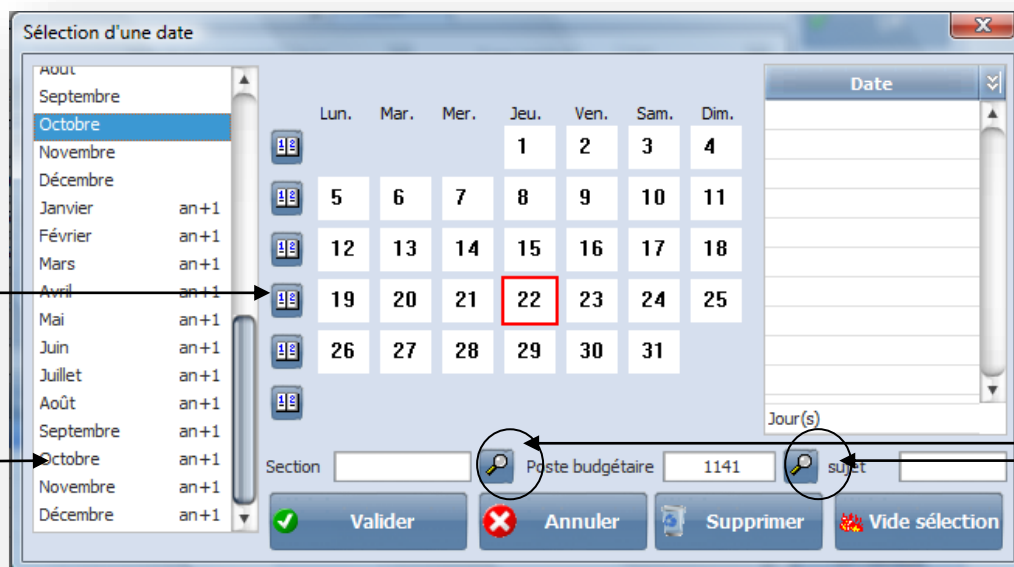 Sélection d'une date
Août
Septembre
Octobre
Novembre
Décembre
Janvier an+1
Février an+1
Mars an+1
Avril an+1
Mai an+1
Juin an+1
Juillet an+1
Août an+1
Septembre an+1
Octobre an+1
Novembre an+1
Décembre an+1
Lun. Mar. Mer. Jeu. Ven. Sam. Dim.
1 2 3 4
5 6 7 8 9 10 11
12 13 14 15 16 17 18
19 20 21 22 23 24 25
26 27 28 29 30 31
Date
Jour(s)
Section Poste budgétaire 1141 sujet
Valider Annuler Supprimer Vide sélection